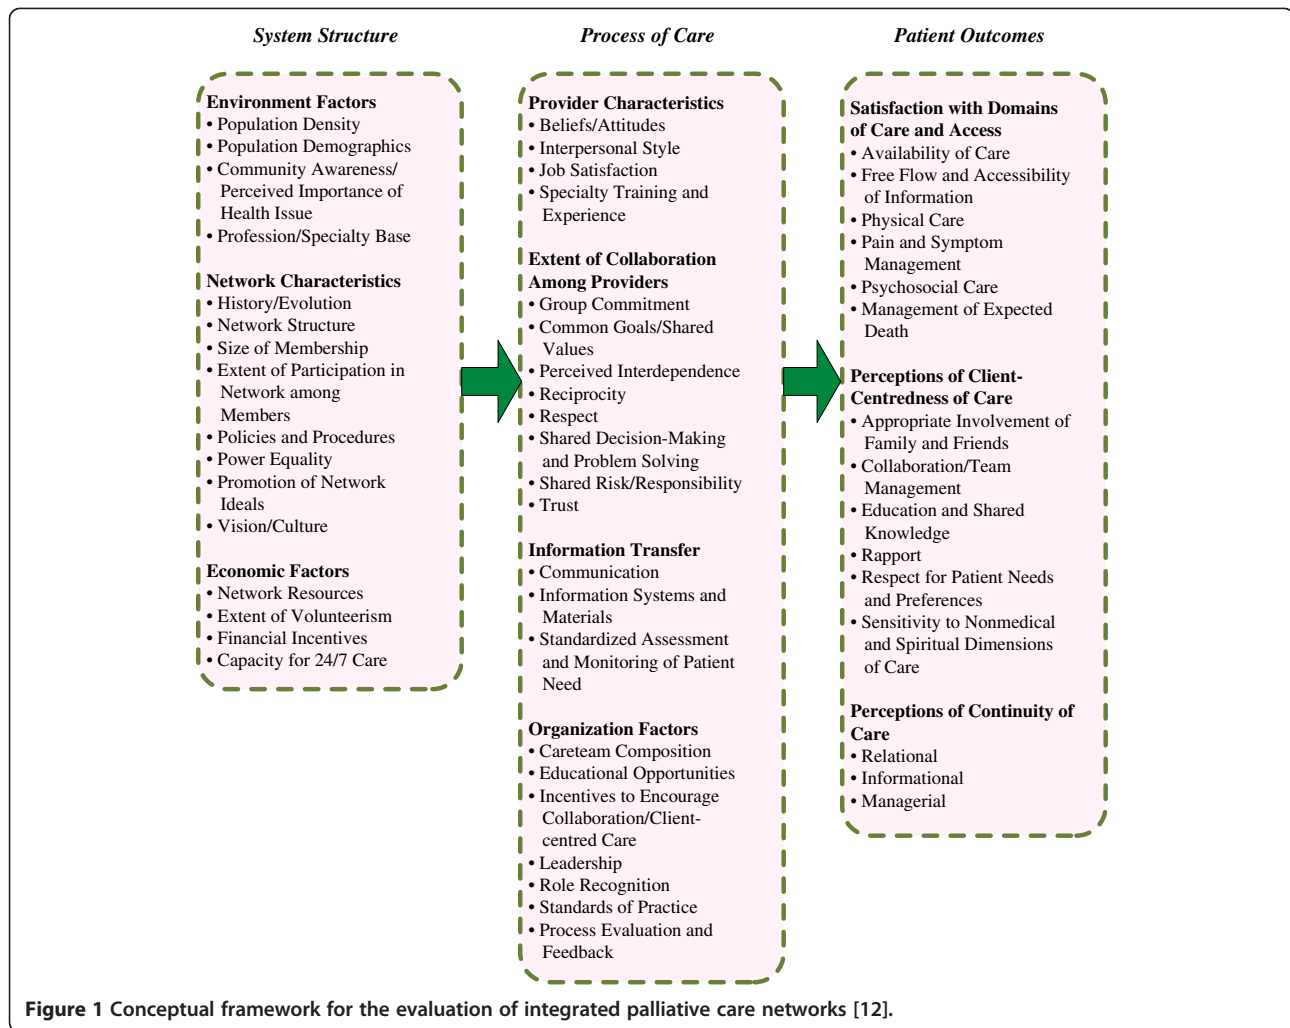 System Structure
Process of Care
Patient Outcomes
Environment Factors
• Population Density
• Population Demographics
• Community Awareness/
Perceived Importance of
Health Issue
• Profession/Specialty Base
Network Characteristics
• History/Evolution
• Network Structure
• Size of Membership
• Extent of Participation in
Network among
Members
• Policies and Procedures
• Power Equality
• Promotion of Network
Ideals
• Vision/Culture
Economic Factors
• Network Resources
• Extent of Volunteerism
• Financial Incentives
• Capacity for 24/7 Care
Provider Characteristics
• Beliefs/Attitudes
• Interpersonal Style
• Job Satisfaction
• Specialty Training and
Experience
Extent of Collaboration
Among Providers
• Group Commitment
• Common Goals/Shared
Values
• Perceived Interdependence
• Reciprocity
• Respect
• Shared Decision-Making
and Problem Solving
• Shared Risk/Responsibility
• Trust
Information Transfer
• Communication
• Information Systems and
Materials
• Standardized Assessment
and Monitoring of Patient
Need
Organization Factors
• Careteam Composition
• Educational Opportunities
• Incentives to Encourage
Collaboration/Client-
centred Care
• Leadership
• Role Recognition
• Standards of Practice
• Process Evaluation and
Feedback
Satisfaction with Domains
of Care and Access
• Availability of Care
• Free Flow and Accessibility
of Information
• Physical Care
• Pain and Symptom
Management
• Psychosocial Care
• Management of Expected
Death
Perceptions of Client-
Centredness of Care
• Appropriate Involvement of
Family and Friends
• Collaboration/Team
Management
• Education and Shared
Knowledge
• Rapport
• Respect for Patient Needs
and Preferences
• Sensitivity to Nonmedical
and Spiritual Dimensions
of Care
Perceptions of Continuity of
Care
• Relational
• Informational
• Managerial
Figure 1 Conceptual framework for the evaluation of integrated palliative care networks [12].